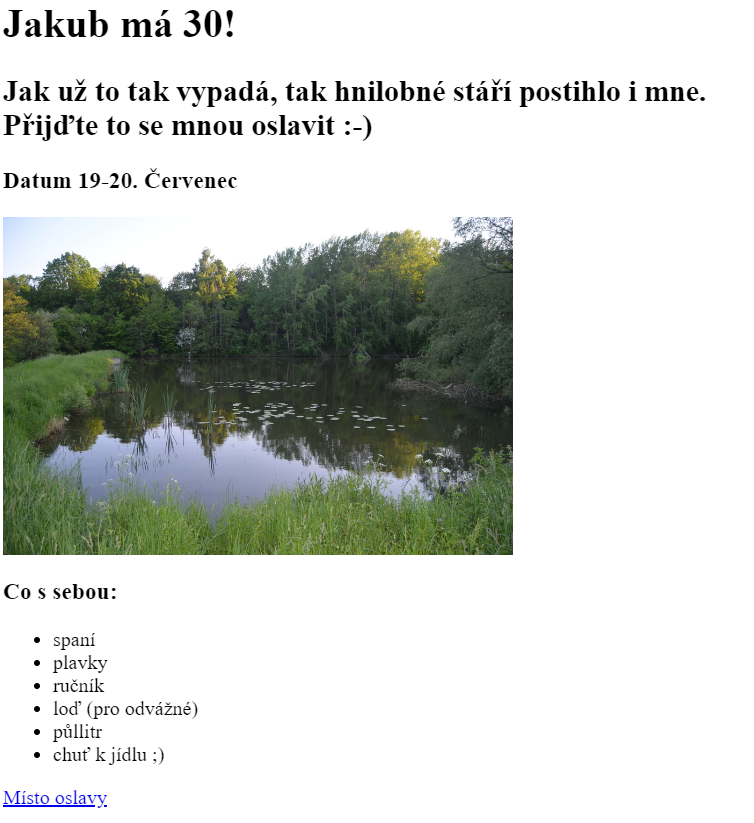 Jakub má 30!
Jak už to tak vypadá, tak hnilobné stáří postihlo i mne.
Přijďte to se mnou oslavit :-)
Datum 19-20. Červenec
Co s sebou:
spaní
plavky
ručník
loď (pro odvážné)
půllitr
chuť k jídlu ;)
Místo oslavy